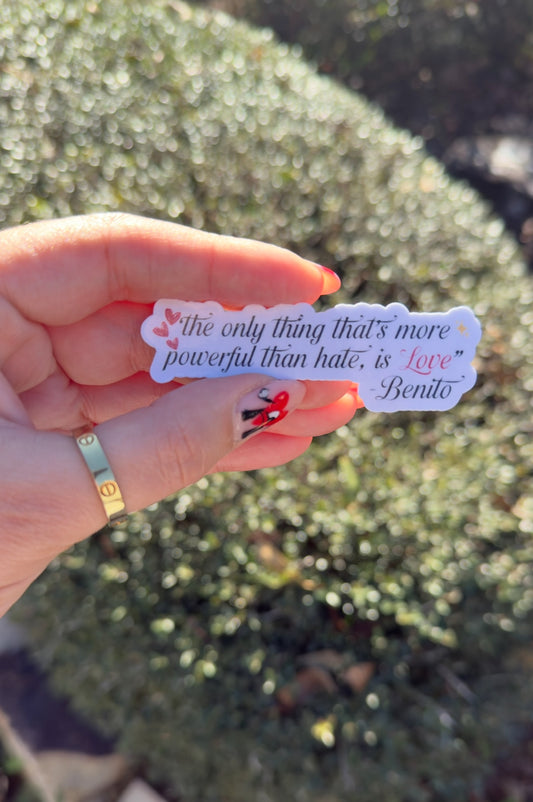 "The only thing that's more
powerful than hate, is Love"
-Benito